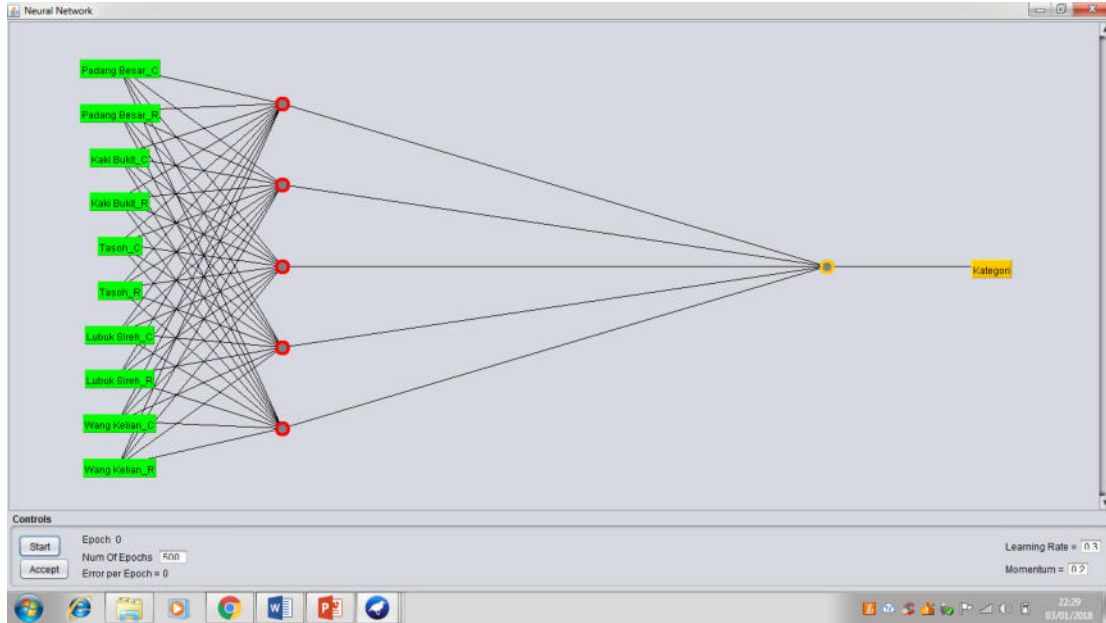 Neural Network
Padang Besar_C
Padang Besar_R
Kaki Bukit_C
Kaki Bukit_R
Tasoh_C
Tasoh_R
Lubuk Sireh_C
Lubuk Sireh_R
Wang Kelian_C
Wang Kelian_R
Kategori
Controls
Start
Accept
Epoch 0
Num Of Epochs 500
Error per Epoch = 0
Learning Rate = 0.3
Momentum = 0.2
22:29
03/01/2018